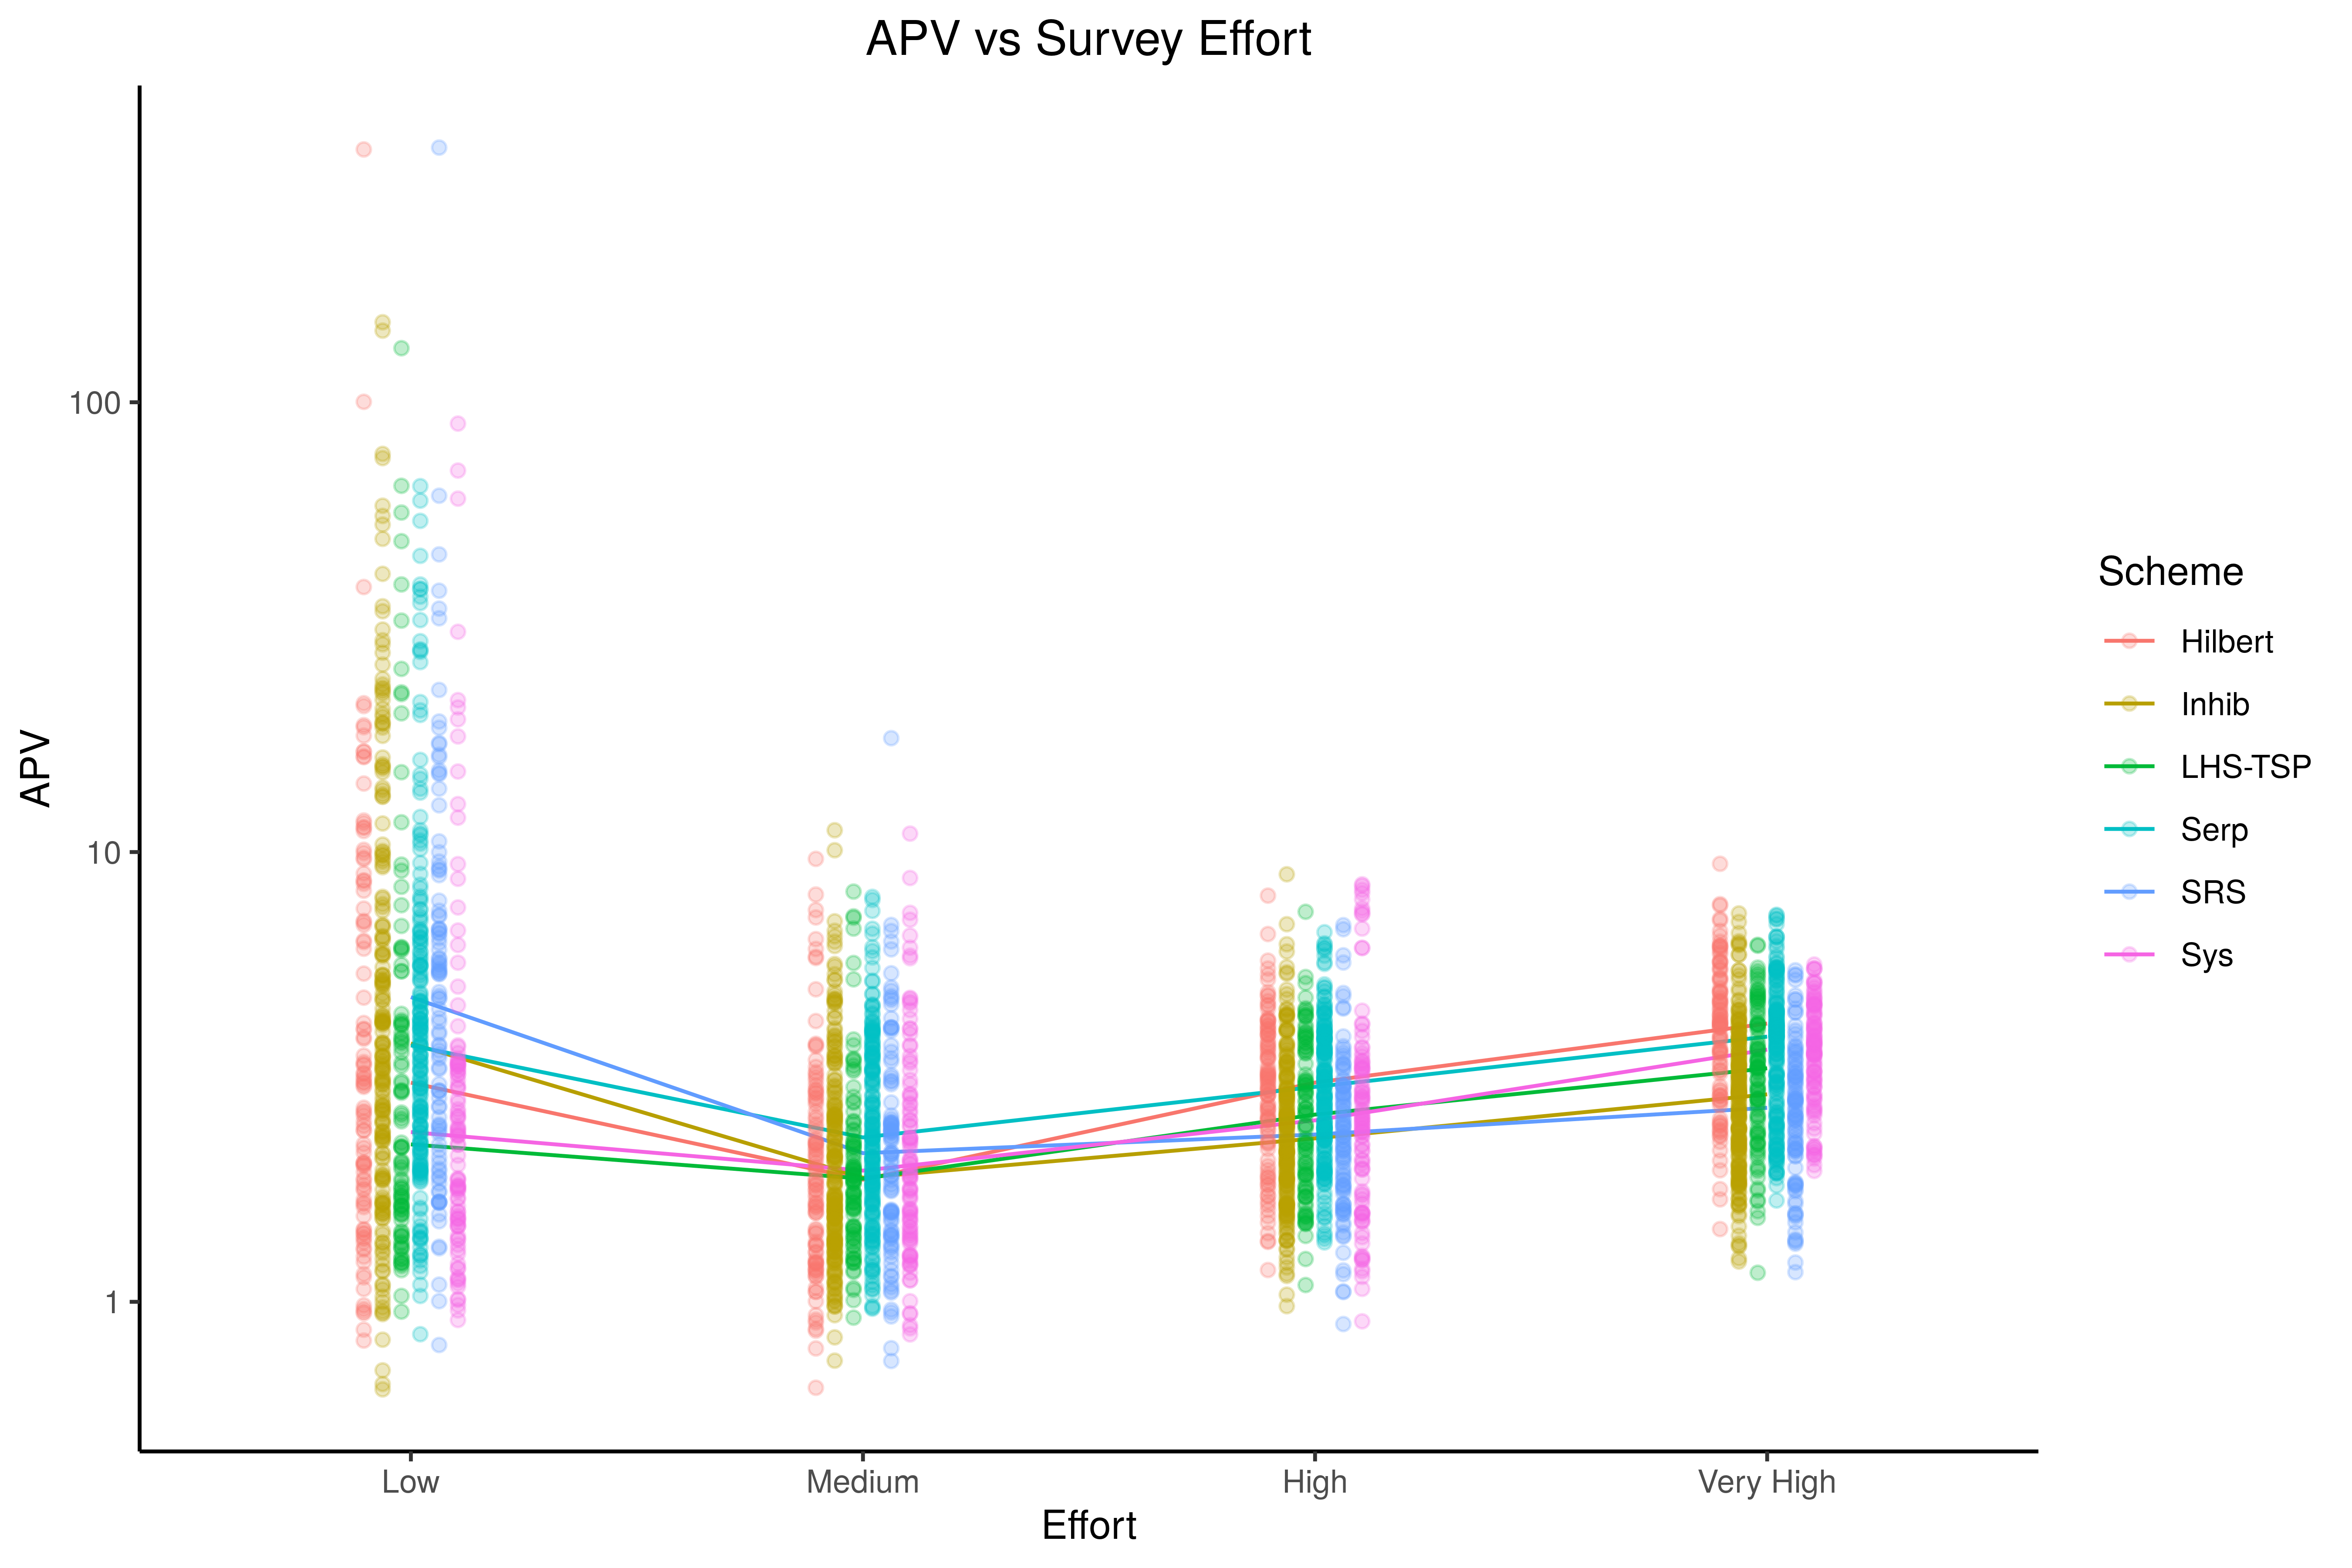 APV vs Survey Effort
APV
100
10
1
Low
Medium
High
Very High
Effort
Scheme
Hilbert
Inhib
LHS-TSP
Serp
SRS
Sys